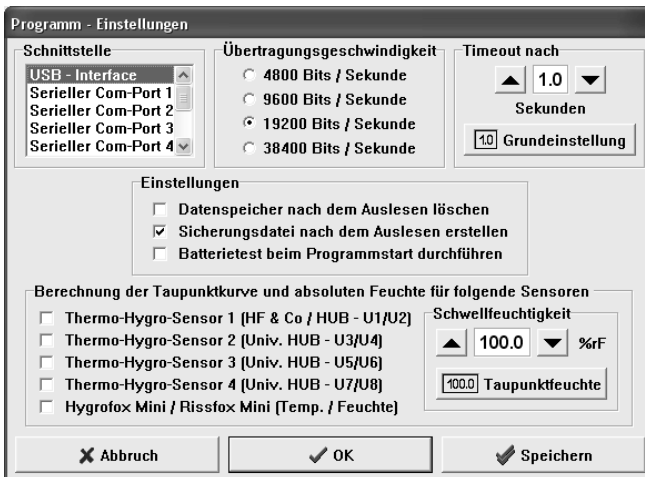 Programm - Einstellungen
Schnittstelle
USB - Interface
Serieller Com-Port 1
Serieller Com-Port 2
Serieller Com-Port 3
Serieller Com-Port 4
Übertragungsgeschwindigkeit
4800 Bits / Sekunde
9600 Bits / Sekunde
19200 Bits / Sekunde
38400 Bits / Sekunde
Timeout nach
1.0
Sekunden
1.0 Grundeinstellung
Einstellungen
Datenspeicher nach dem Auslesen löschen
Sicherungsdatei nach dem Auslesen erstellen
Batterietest beim Programmstart durchführen
Berechnung der Taupunktkurve und absoluten Feuchte für folgende Sensoren
Thermo-Hygro-Sensor 1 (HF & Co / HUB - U1/U2)
Thermo-Hygro-Sensor 2 (Univ. HUB - U3/U4)
Thermo-Hygro-Sensor 3 (Univ. HUB - U5/U6)
Thermo-Hygro-Sensor 4 (Univ. HUB - U7/U8)
Hygrofox Mini / Rissfox Mini (Temp. / Feuchte)
Schwellfeuchtigkeit
100.0 %rF
100.0 Taupunktfeuchte
Abbruch
OK
Speichern